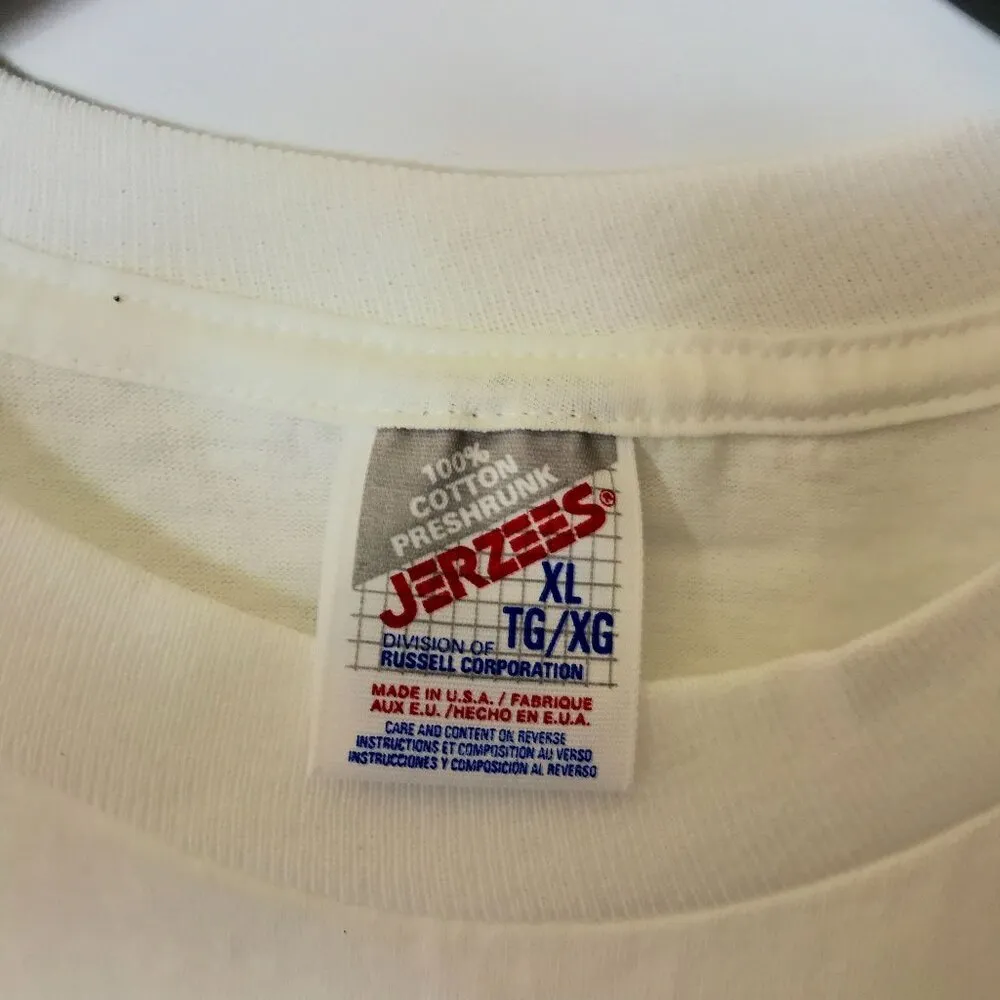 100%
COTTON
PRESHRUNK
JERZEES®
XL
TG/XG
DIVISION OF
RUSSELL CORPORATION
MADE IN U.S.A. / FABRIQUE
AUX E.U. /HECHO EN E.U.A.
CARE AND CONTENT ON REVERSE
INSTRUCTIONS ET COMPOSITION AU VERSO
INSTRUCCIONES Y COMPOSICIÓN AL REVERSO